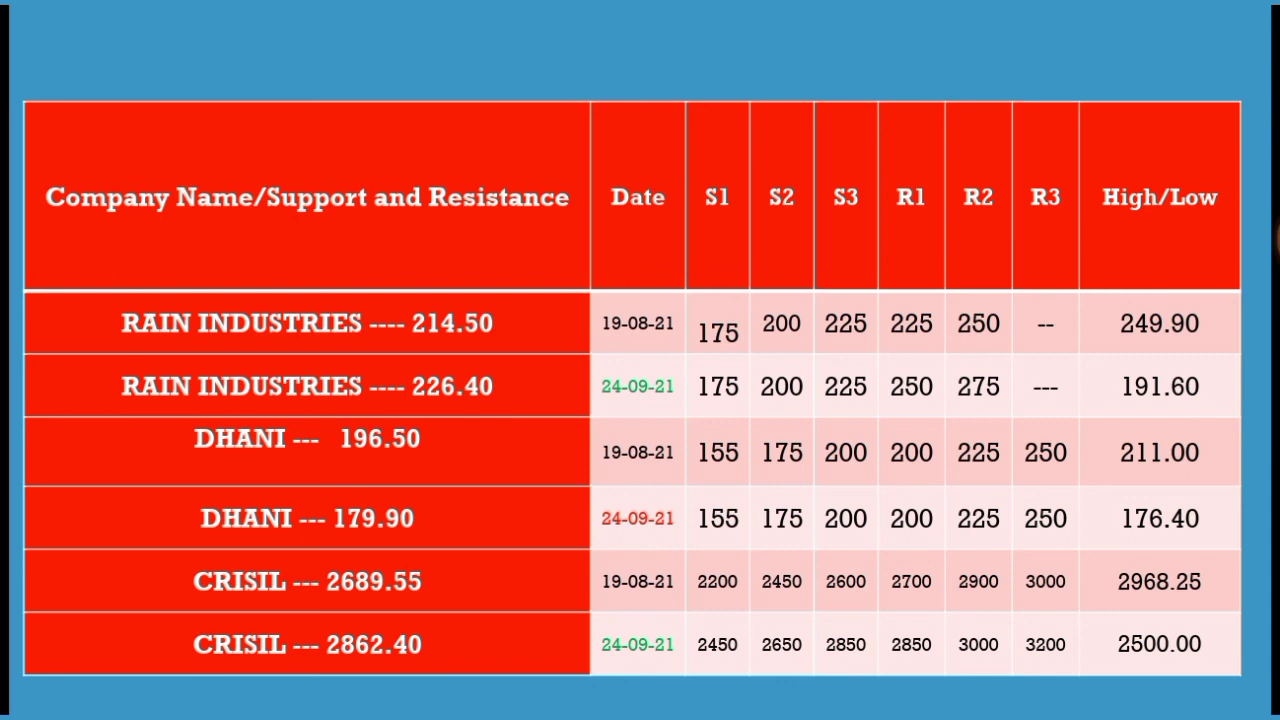 Company Name/Support and Resistance Date S1 S2 S3 R1 R2 R3 High/Low
RAIN INDUSTRIES ---- 214.50 19-08-21 175 200 225 225 250 -- 249.90
RAIN INDUSTRIES ---- 226.40 24-09-21 175 200 225 250 275 --- 191.60
DHANI --- 196.50 19-08-21 155 175 200 200 225 250 211.00
DHANI --- 179.90 24-09-21 155 175 200 200 225 250 176.40
CRISIL --- 2689.55 19-08-21 2200 2450 2600 2700 2900 3000 2968.25
CRISIL --- 2862.40 24-09-21 2450 2650 2850 2850 3000 3200 2500.00